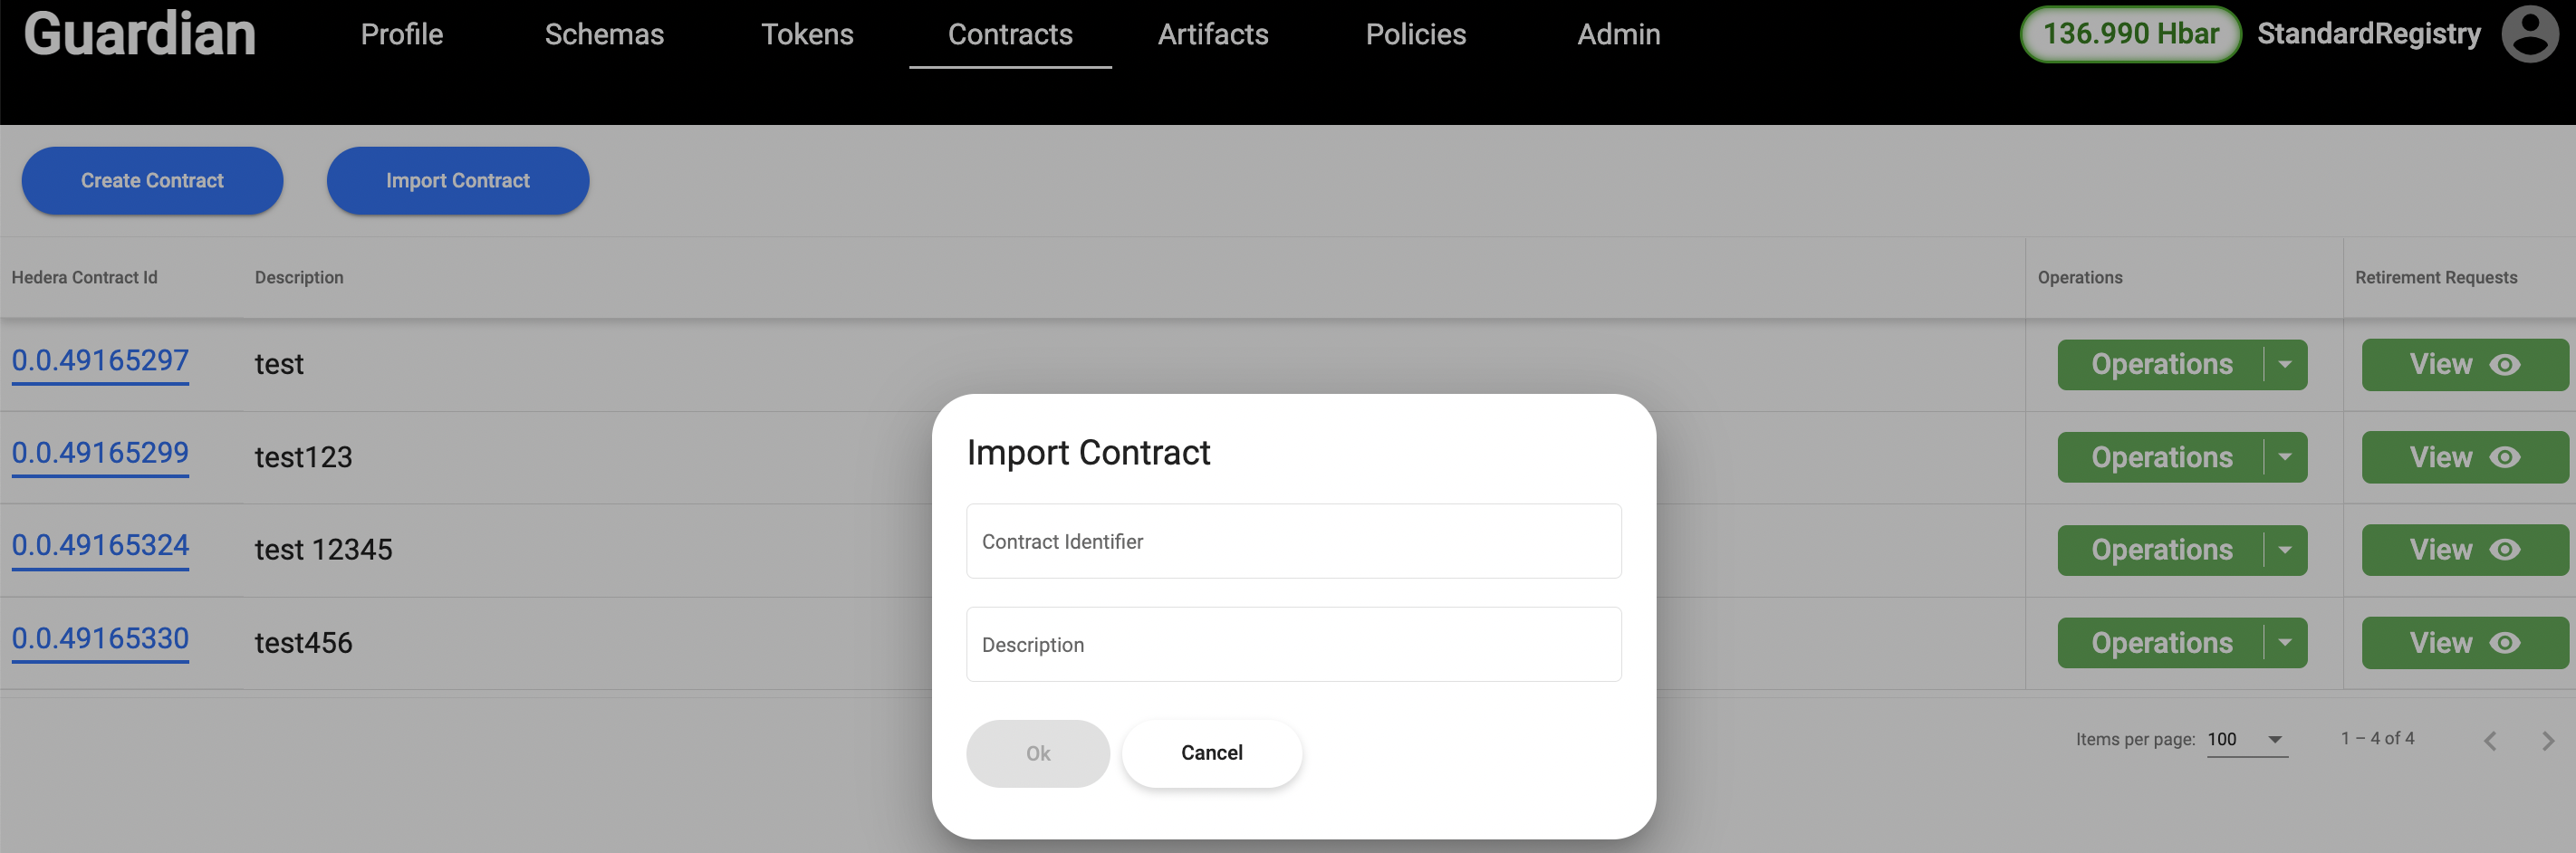 Guardian Profile Schemas Tokens Contracts Artifacts Policies Admin 136.990 Hbar StandardRegistry
Create Contract Import Contract
Hedera Contract Id Description Operations Retirement Requests
0.0.49165297 test Operations View
0.0.49165299 test123 Operations View
0.0.49165324 test 12345 Operations View
0.0.49165330 test456 Operations View
Items per page: 100 1 – 4 of 4
Import Contract
Contract Identifier
Description
Ok Cancel